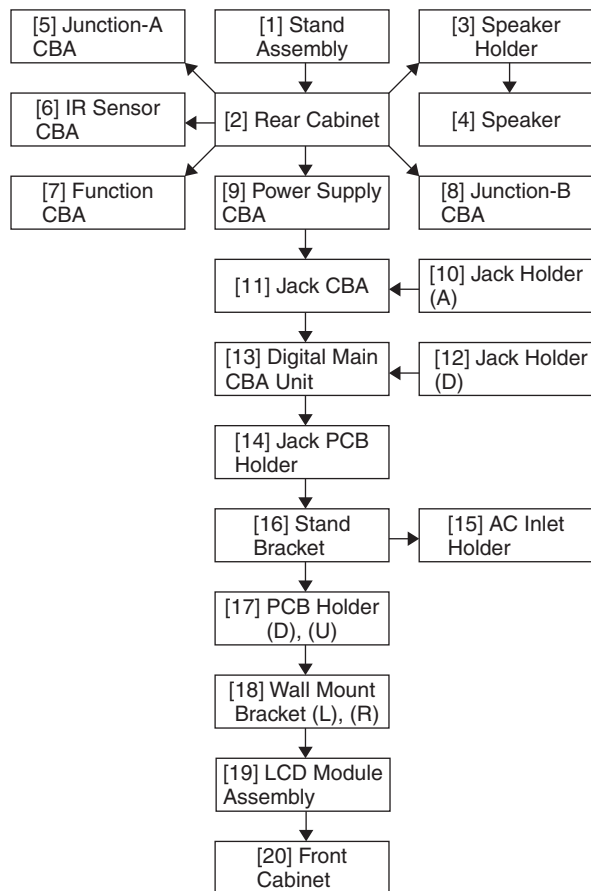 [5] Junction-A
CBA
[1] Stand
Assembly
[3] Speaker
Holder
[6] IR Sensor
CBA
[2] Rear Cabinet
[4] Speaker
[7] Function
CBA
[9] Power Supply
CBA
[8] Junction-B
CBA
[11] Jack CBA
[10] Jack Holder
(A)
[13] Digital Main
CBA Unit
[12] Jack Holder
(D)
[14] Jack PCB
Holder
[16] Stand
Bracket
[15] AC Inlet
Holder
[17] PCB Holder
(D), (U)
[18] Wall Mount
Bracket (L), (R)
[19] LCD Module
Assembly
[20] Front
Cabinet